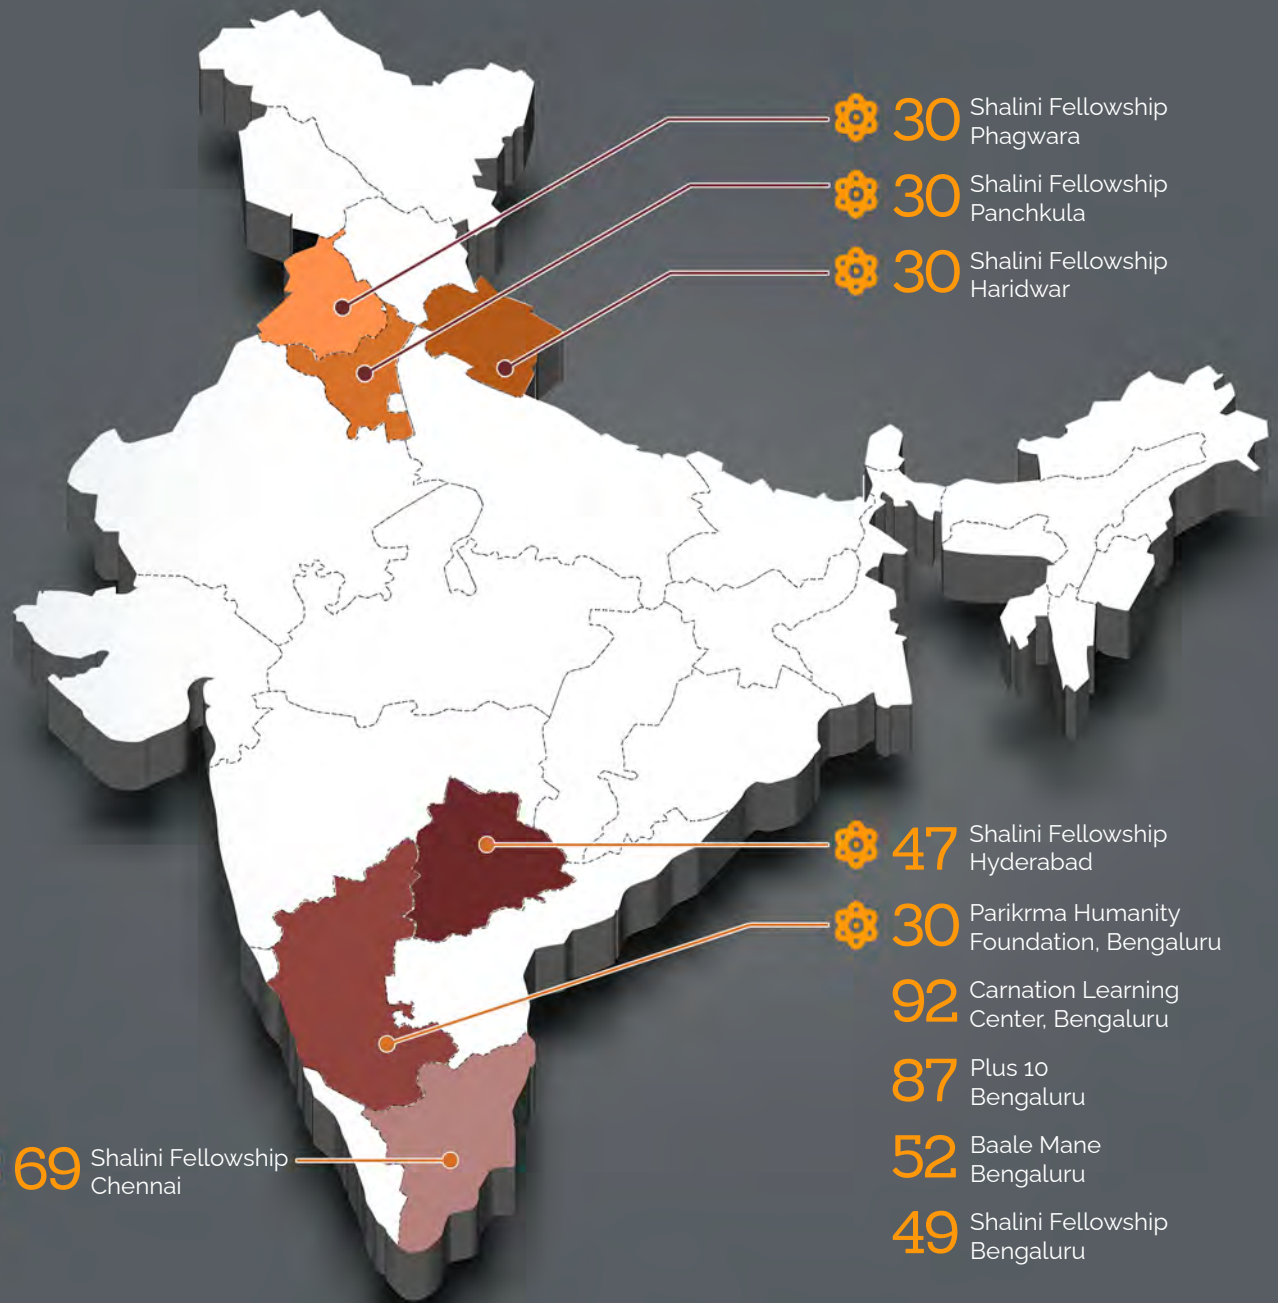 30 Shalini Fellowship
Phagwara
30 Shalini Fellowship
Panchkula
30 Shalini Fellowship
Haridwar
47 Shalini Fellowship
Hyderabad
30 Parikrma Humanity
Foundation, Bengaluru
92 Carnation Learning
Center, Bengaluru
87 Plus 10
Bengaluru
52 Baale Mane
Bengaluru
49 Shalini Fellowship
Bengaluru
69 Shalini Fellowship
Chennai